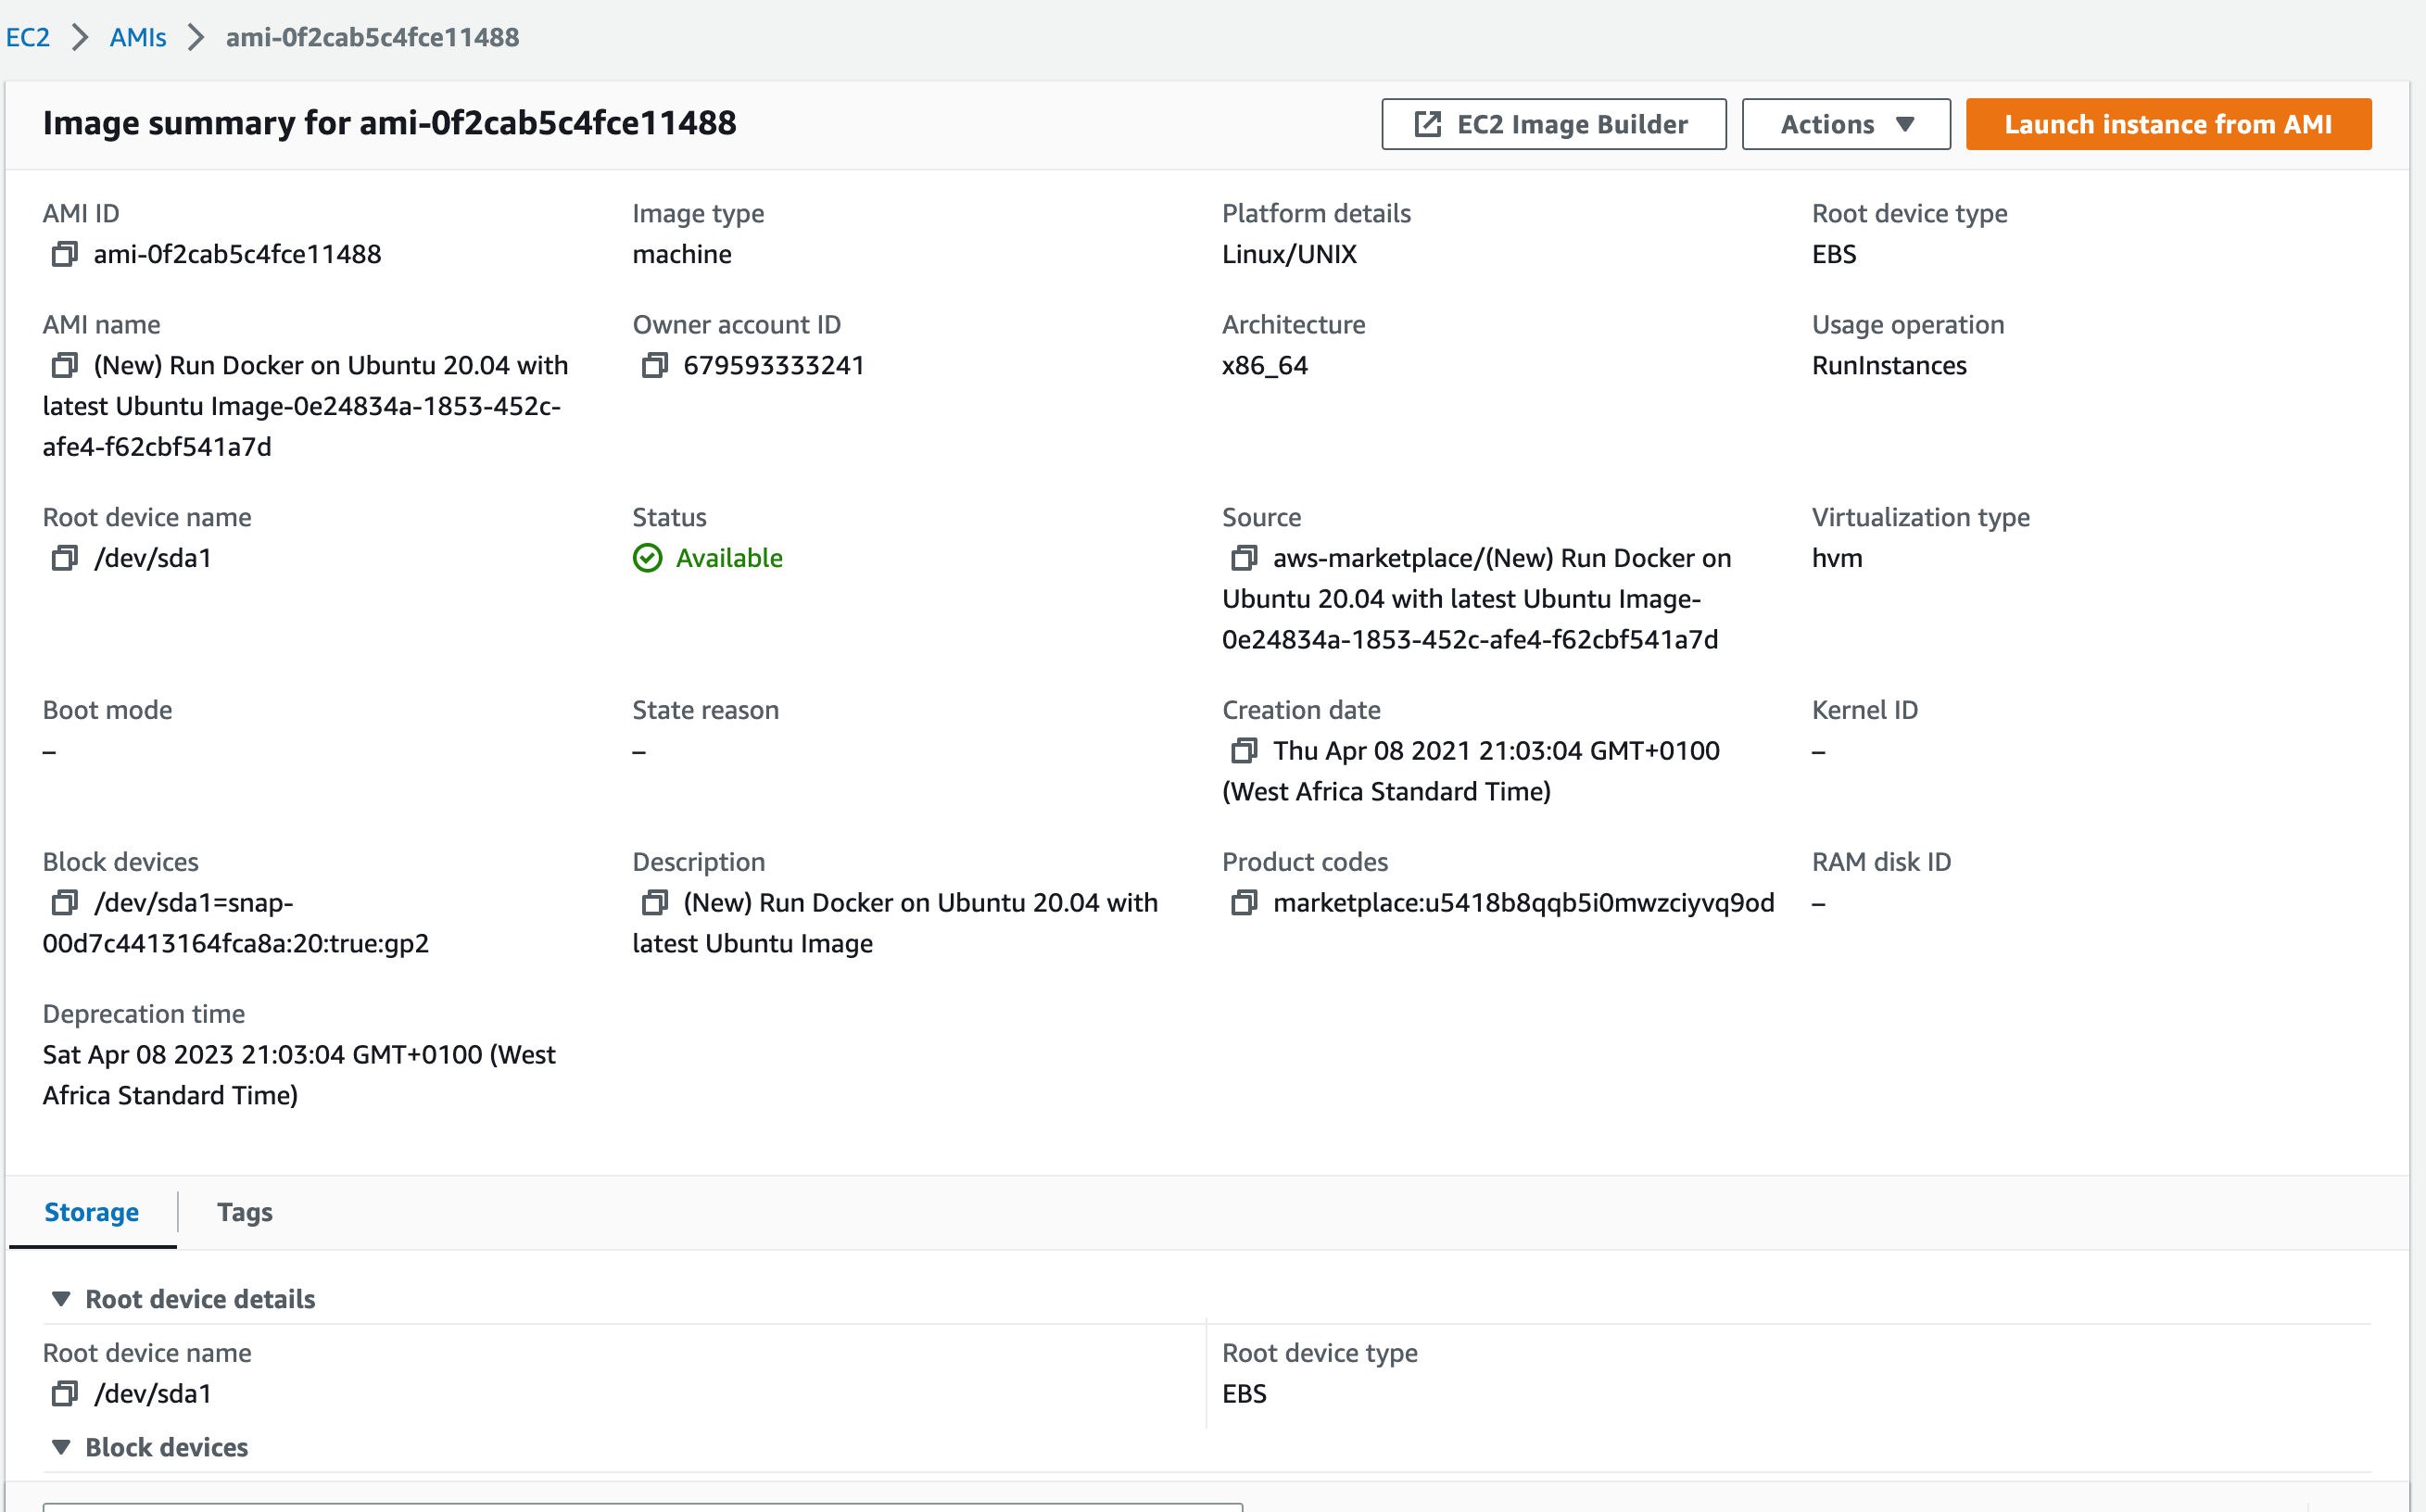 EC2 > AMIs > ami-0f2cab5c4fce11488
Image summary for ami-0f2cab5c4fce11488
EC2 Image Builder
Actions
Launch instance from AMI
AMI ID
ami-0f2cab5c4fce11488
Image type
machine
Platform details
Linux/UNIX
Root device type
EBS
AMI name
(New) Run Docker on Ubuntu 20.04 with
latest Ubuntu Image-0e24834a-1853-452c-
afe4-f62cbf541a7d
Owner account ID
679593333241
Architecture
x86_64
Usage operation
RunInstances
Root device name
/dev/sda1
Status
Available
Source
aws-marketplace/(New) Run Docker on
Ubuntu 20.04 with latest Ubuntu Image-
0e24834a-1853-452c-afe4-f62cbf541a7d
Virtualization type
hvm
Boot mode
–
State reason
–
Creation date
Thu Apr 08 2021 21:03:04 GMT+0100
(West Africa Standard Time)
Kernel ID
–
Block devices
/dev/sda1=snap-
00d7c4413164fca8a:20:true:gp2
Description
(New) Run Docker on Ubuntu 20.04 with
latest Ubuntu Image
Product codes
marketplace:u5418b8qqb5i0mwzciyvq9od
RAM disk ID
–
Deprecation time
Sat Apr 08 2023 21:03:04 GMT+0100 (West
Africa Standard Time)
Storage
Tags
Root device details
Root device name
/dev/sda1
Root device type
EBS
Block devices